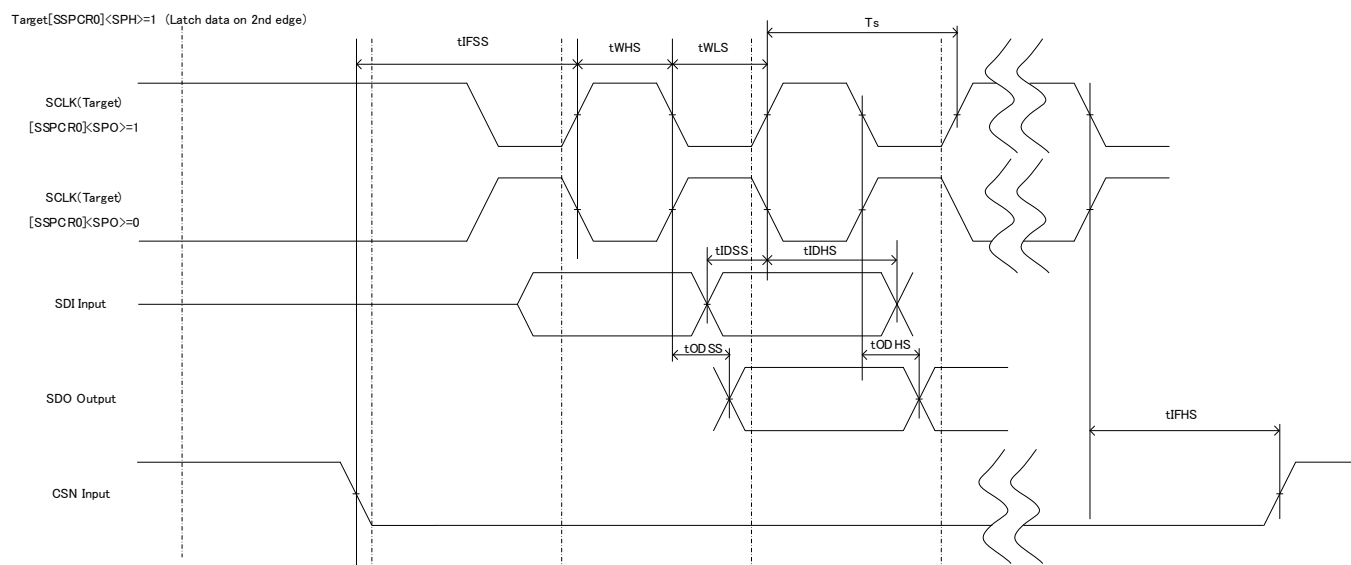 Target[SSPCR0]<SPH>=1 (Latch data on 2nd edge)
Ts
tIFSS
tWHS
tWLS
SCLK(Target)
[SSPCR0]<SPO>=1
SCLK(Target)
[SSPCR0]<SPO>=0
tIDSS
tIDHS
SDI Input
tODSS
tODHS
SDO Output
tIFHS
CSN Input